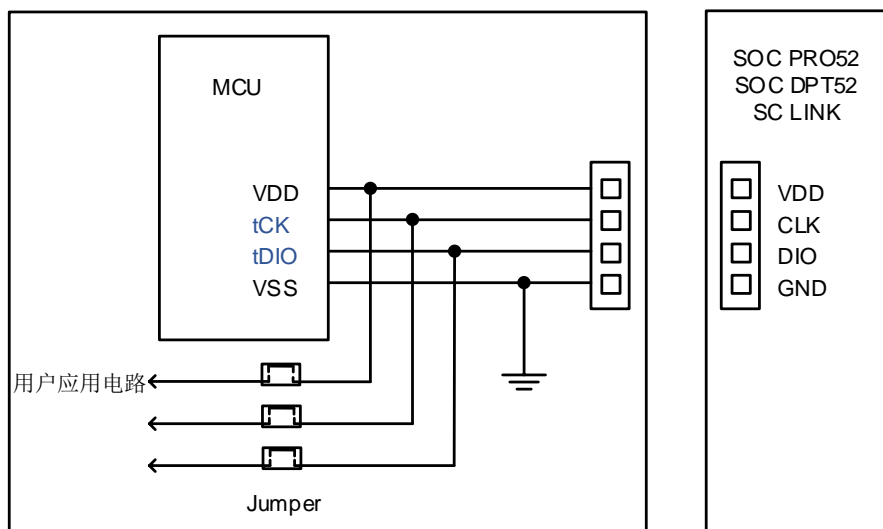 MCU
VDD
tCK
tDIO
VSS
用户应用电路
Jumper
SOC PRO52
SOC DPT52
SC LINK
VDD
CLK
DIO
GND